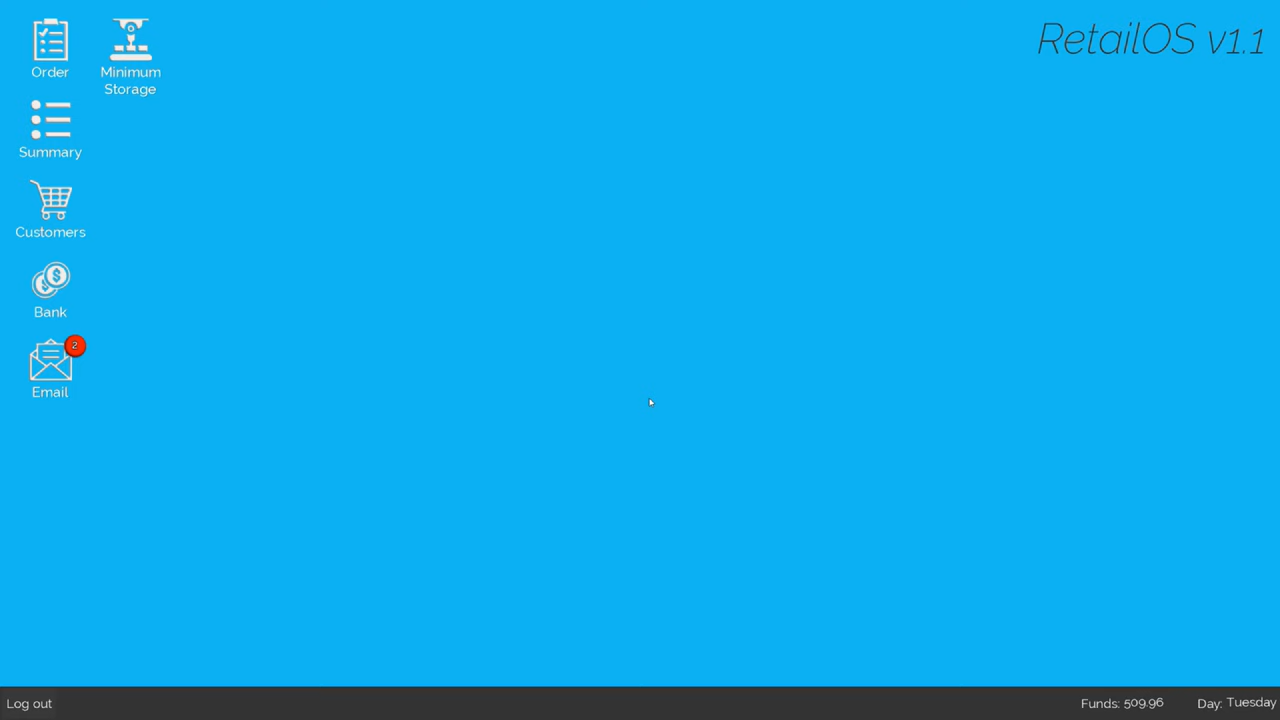 RetailOS v1.1
Order
Minimum
Storage
Summary
Customers
Bank
2
Email
Log out
Funds: 509.96
Day: Tuesday